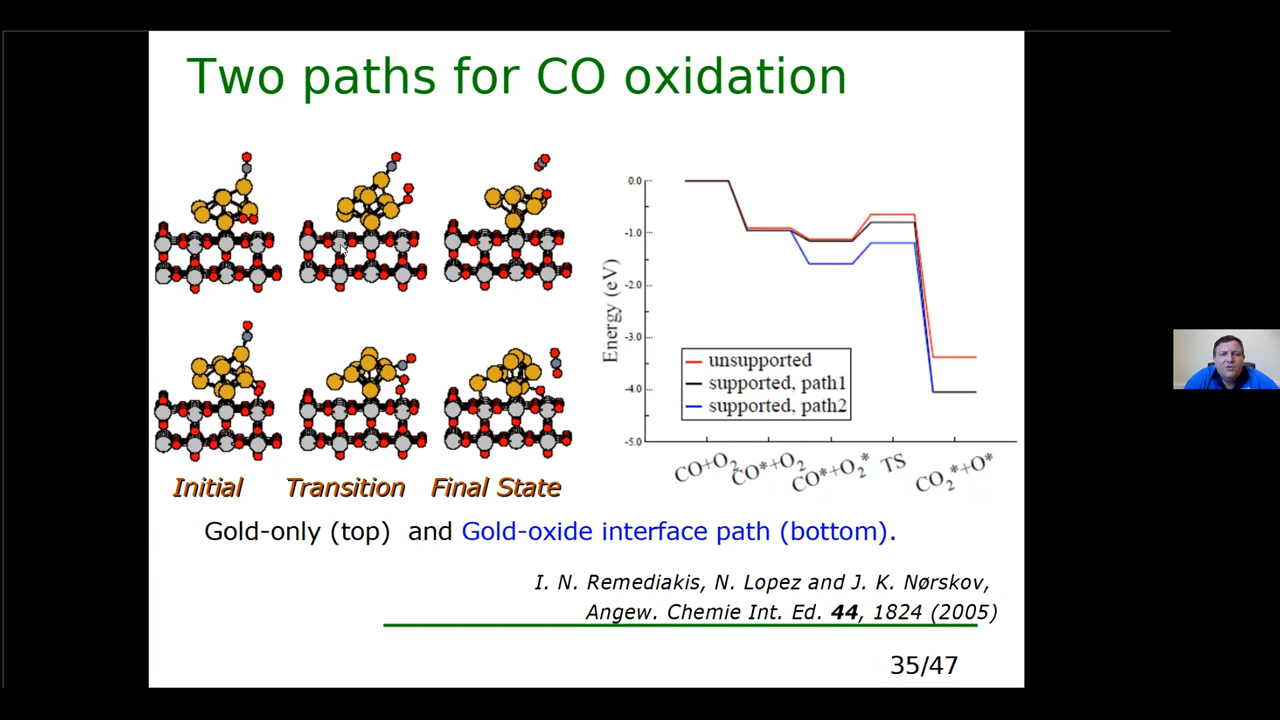 Two paths for CO oxidation
0.0
-1.0
-2.0
-3.0
-4.0
-5.0
Energy (eV)
unsupported
supported, path1
supported, path2
CO+O2
CO*+O2
CO*+O2*
TS
CO2*+O*
Initial Transition Final State
Gold-only (top) and Gold-oxide interface path (bottom).
I. N. Remediakis, N. Lopez and J. K. Nørskov,
Angew. Chemie Int. Ed. 44, 1824 (2005)
35/47